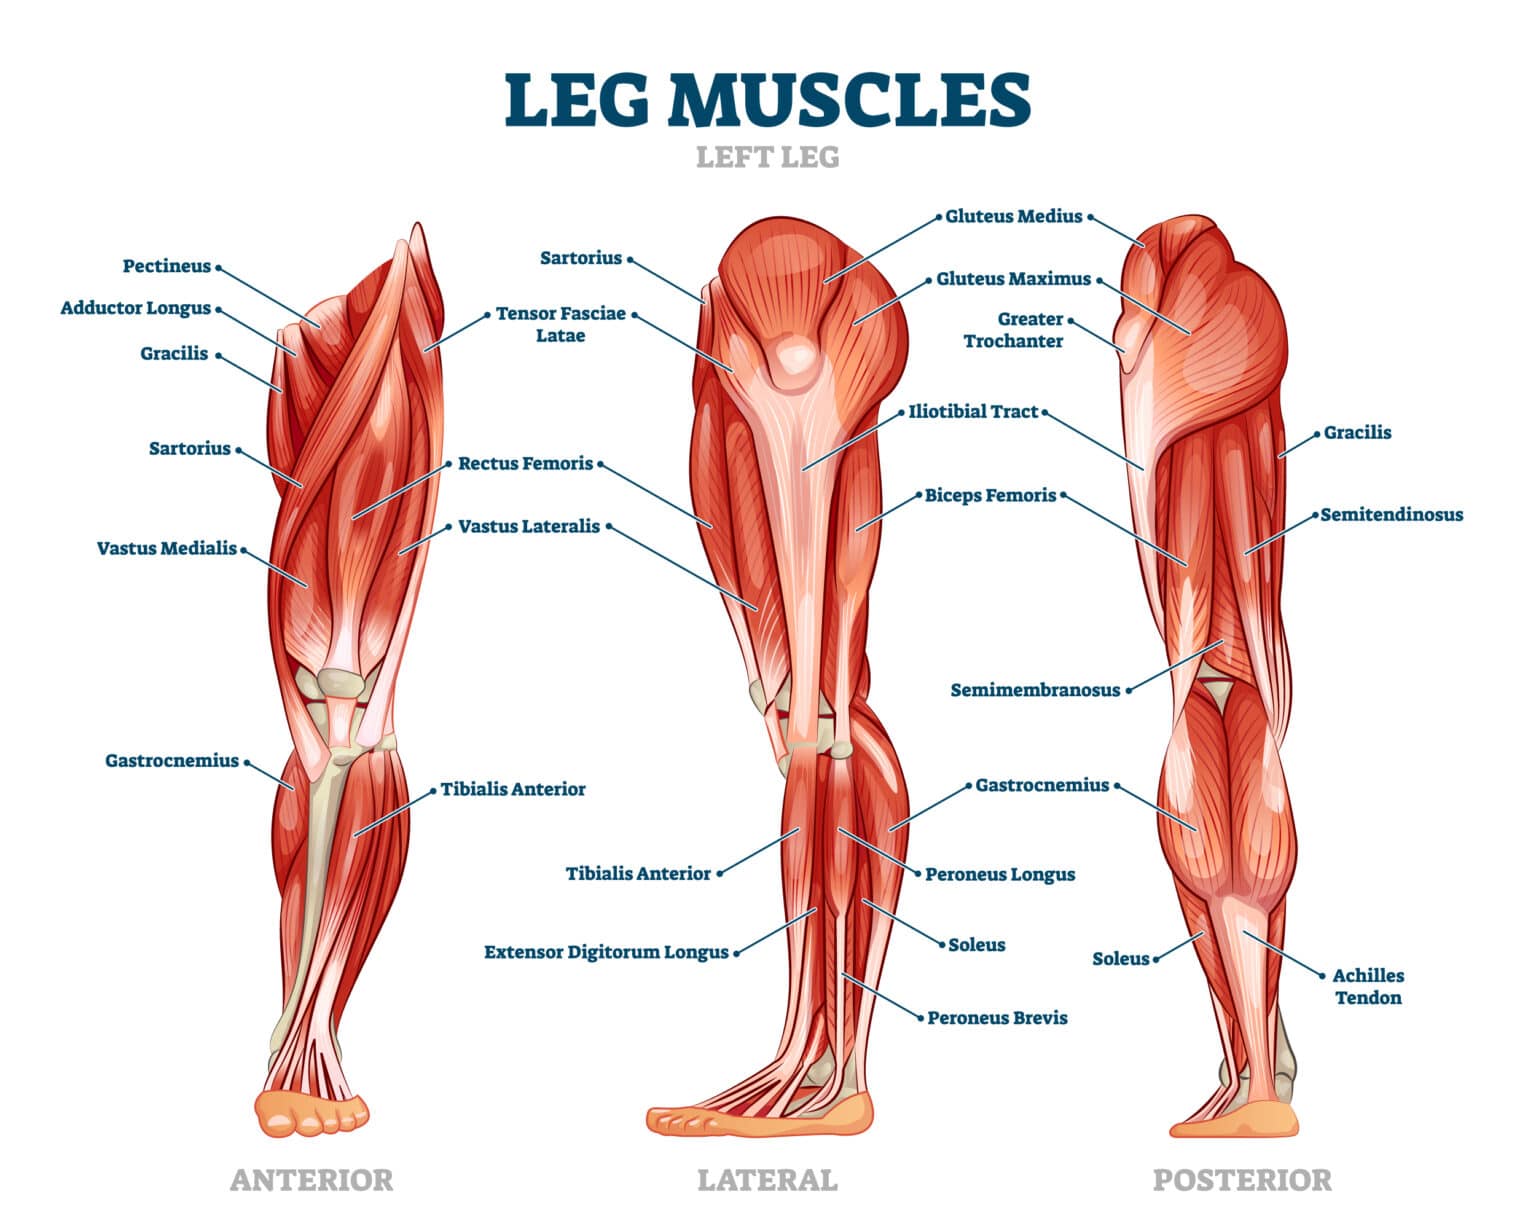 LEG MUSCLES
LEFT LEG
Pectineus
Adductor Longus
Gracilis
Sartorius
Vastus Medialis
Gastrocnemius
Tibialis Anterior
Sartorius
Tensor Fasciae
Latae
Rectus Femoris
Vastus Lateralis
Tibialis Anterior
Extensor Digitorum Longus
Gluteus Medius
Gluteus Maximus
Greater
Trochanter
Iliotibial Tract
Biceps Femoris
Semimembranosus
Gastrocnemius
Peroneus Longus
Soleus
Peroneus Brevis
Gracilis
Semitendinosus
Soleus
Achilles
Tendon
ANTERIOR
LATERAL
POSTERIOR